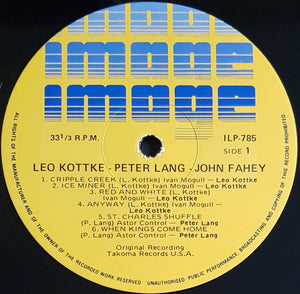 image
image
image
33 1/3 R.P.M.
ILP-785
SIDE 1
LEO KOTTKE - PETER LANG - JOHN FAHEY
1. CRIPPLE CREEK (L. Kottke) Ivan Mogull - Leo Kottke
2. ICE MINER (L. Kottke) Ivan Mogull - Leo Kottke
3. RED AND WHITE (L. Kottke)
Ivan Mogull - Leo Kottke
4. ANYWAY (L. Kottke) Ivan Mogull -
Leo Kottke
5. ST. CHARLES SHUFFLE
(P. Lang) Astor Control - Peter Lang
6. WHEN KINGS COME HOME
(P. Lang) Astor Control - Peter Lang
Original Recording
Takoma Records U.S.A.
ALL RIGHTS OF THE MANUFACTURER AND OF THE OWNER OF THE RECORDED WORK RESERVED. UNAUTHORISED PUBLIC PERFORMANCE, BROADCASTING AND COPYING OF THIS RECORD PROHIBITED